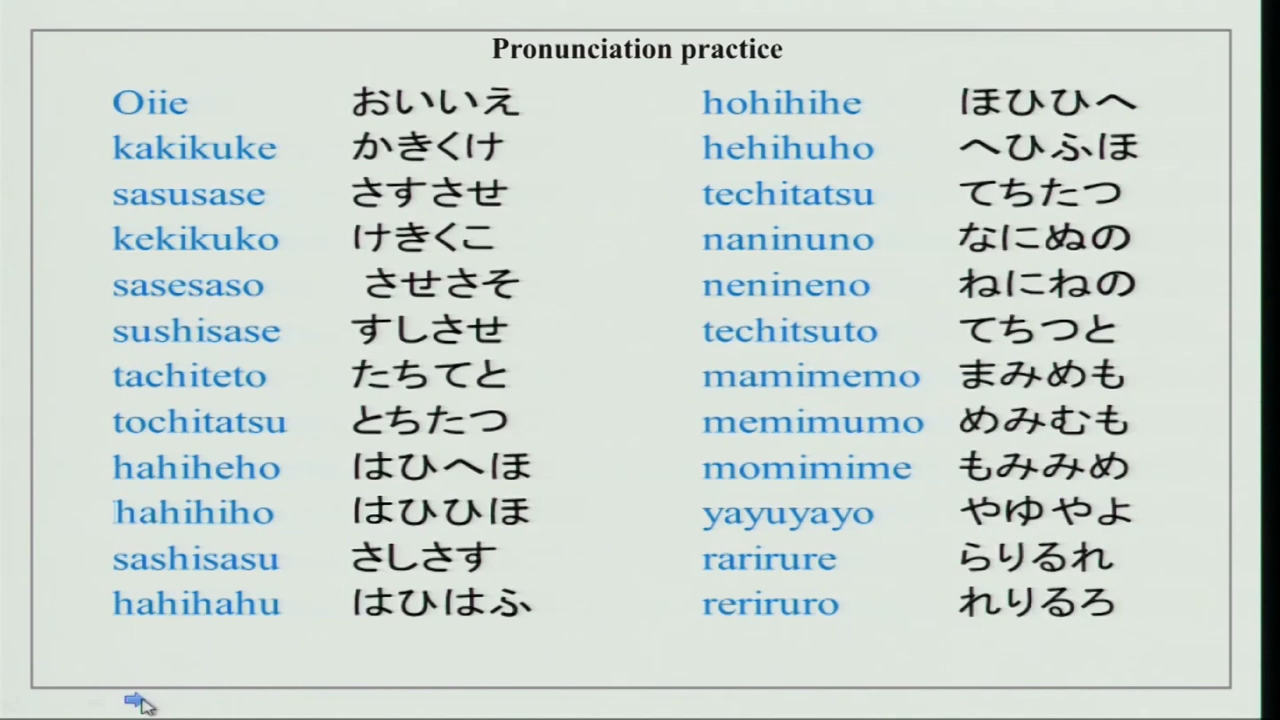 Pronunciation practice
Oiie おいいえ hohihihe ほひひへ
kakikuke かきくけ hehihuho へひふほ
sasusase さすさせ techitatsu てちたつ
kekikuko けきくこ naninuno なにぬの
sasesaso させさそ nenineno ねにねの
sushisase すしさせ techitsuto てちつと
tachiteto たちてと mamimemo まみめも
tochitatsu とちたつ memimumo めみむも
hahiheho はひへほ momimime もみみめ
hahihiho はひひほ yayuyayo やゆやよ
sashisasu さしさす rarirure らりるれ
hahihahu はひはふ reriruro れりるろ